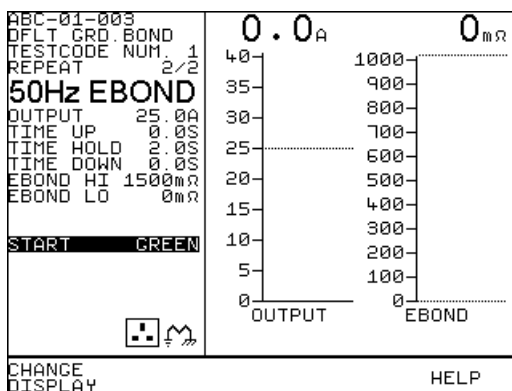 ABC-01-003
DFLT GRD.BOND
TESTCODE NUM. 1
REPEAT 2/2
50Hz EBOND
OUTPUT 25.0A
TIME UP 0.0S
TIME HOLD 2.0S
TIME DOWN 0.0S
EBOND HI 1500mΩ
EBOND LO 0mΩ
START GREEN
0.0A
40
35
30
25
20
15
10
5
0
OUTPUT
0mΩ
1000
900
800
700
600
500
400
300
200
100
0
EBOND
CHANGE
DISPLAY
HELP